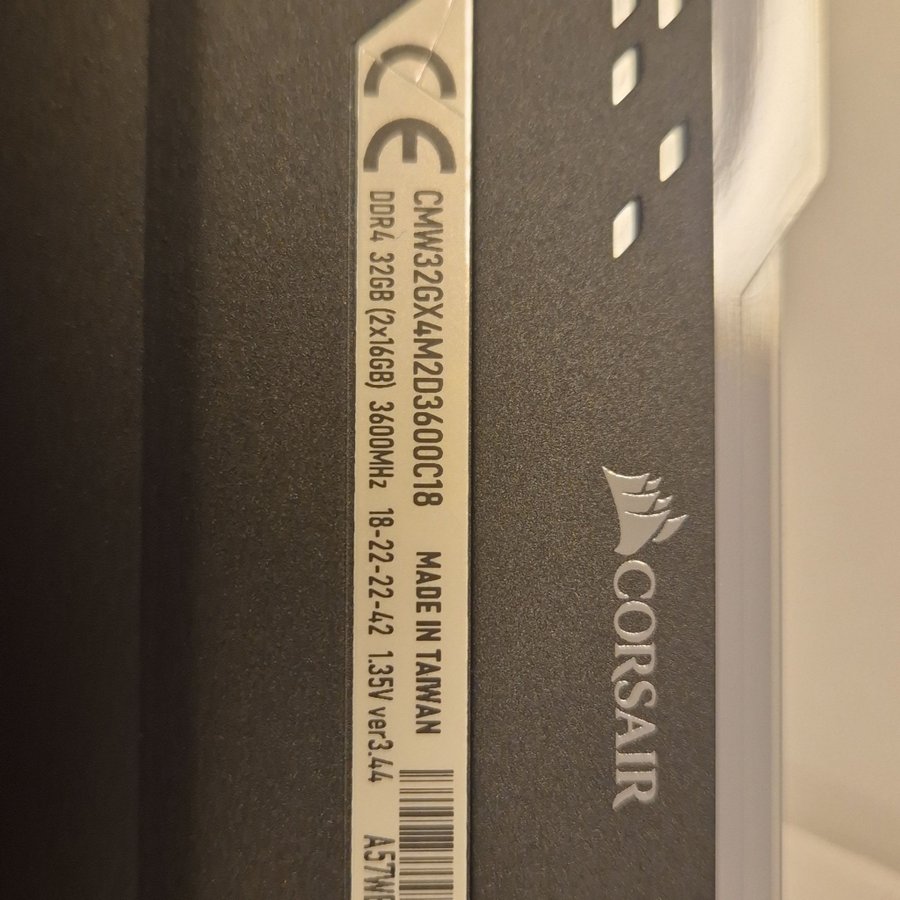 CE
CMW32GX4M2D3600C18 MADE IN TAIWAN
DDR4 32GB (2x16GB) 3600MHz 18-22-22-42 1.35V ver3.44
CORSAIR